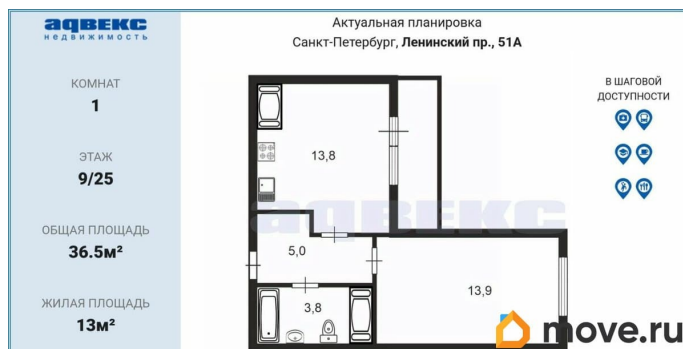 адвекс
недвижимость
КОМНАТ
1
ЭТАЖ
9/25
ОБЩАЯ ПЛОЩАДЬ
36.5м²
ЖИЛАЯ ПЛОЩАДЬ
13м²
Актуальная планировка
Санкт-Петербург, Ленинский пр., 51А
13,8
адвекс
5,0
3,8
13,9
В ШАГОВОЙ
ДОСТУПНОСТИ
move.ru